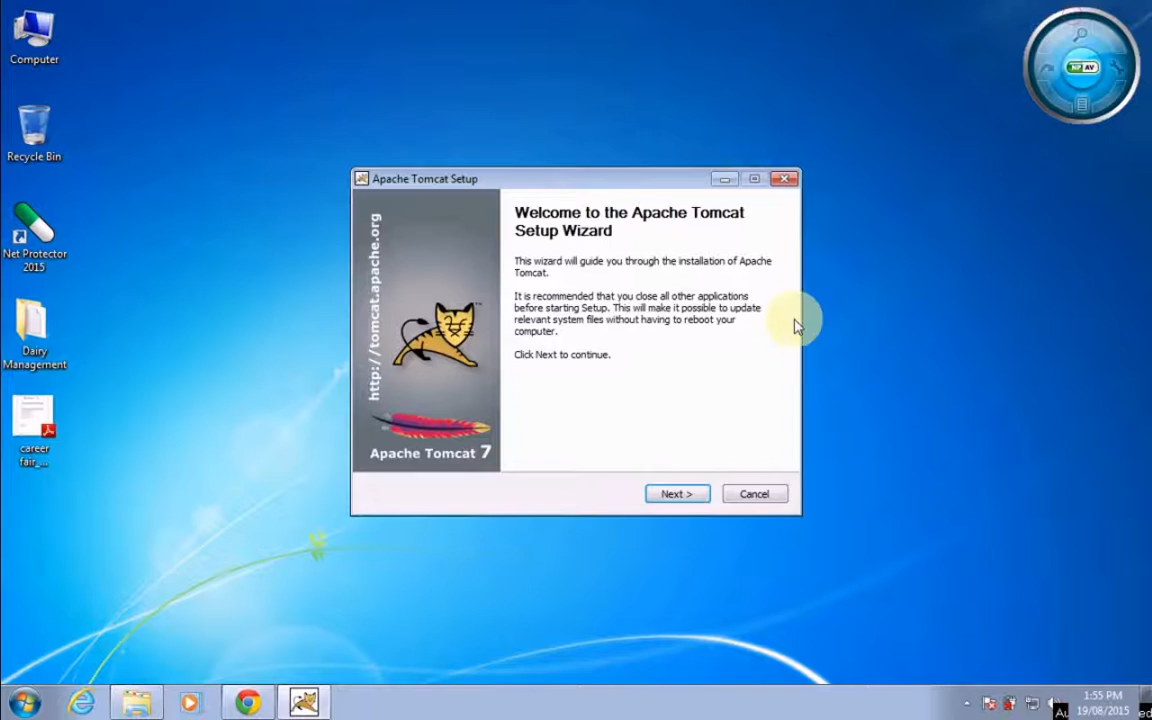 Computer
Recycle Bin
Net Protector
2015
Dairy
Management
career
fair_...
Apache Tomcat Setup
http://tomcat.apache.org
Apache Tomcat 7
Welcome to the Apache Tomcat
Setup Wizard
This wizard will guide you through the installation of Apache
Tomcat.
It is recommended that you close all other applications
before starting Setup. This will make it possible to update
relevant system files without having to reboot your
computer.
Click Next to continue.
Next >
Cancel
AV
1:55 PM
19/08/2015